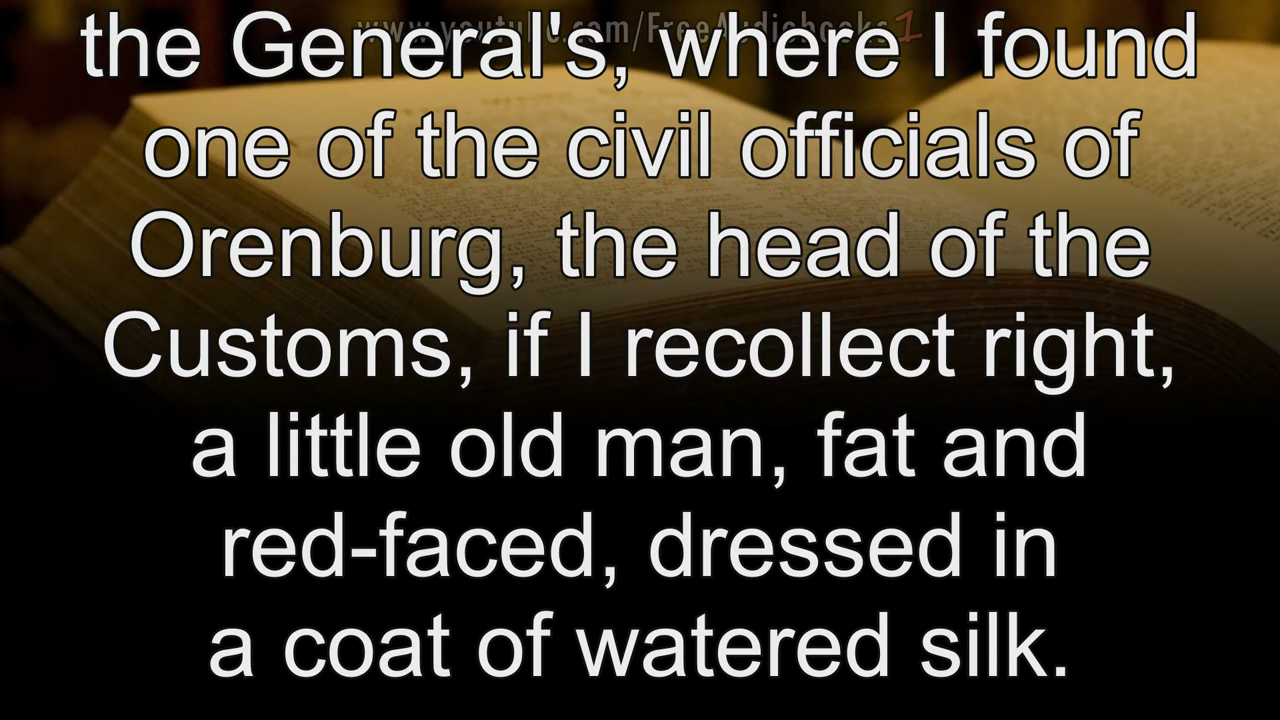 www.youtube.com/FreeAudiobooks1
the General's, where I found
one of the civil officials of
Orenburg, the head of the
Customs, if I recollect right,
a little old man, fat and
red-faced, dressed in
a coat of watered silk.